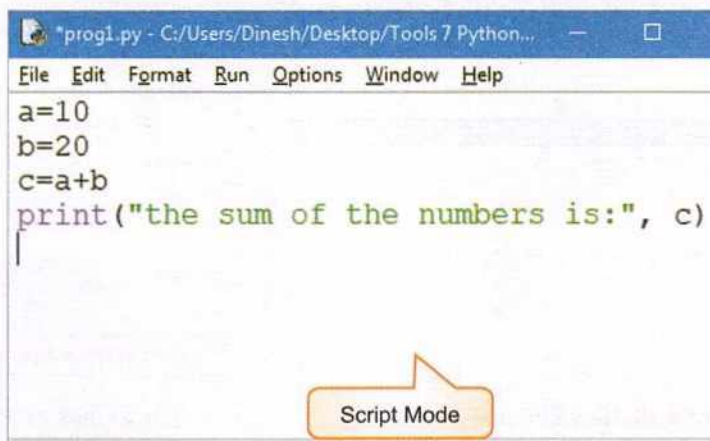 *prog1.py - C:/Users/Dinesh/Desktop/Tools 7 Python...
File Edit Format Run Options Window Help
a=10
b=20
c=a+b
print("the sum of the numbers is:", c)
Script Mode